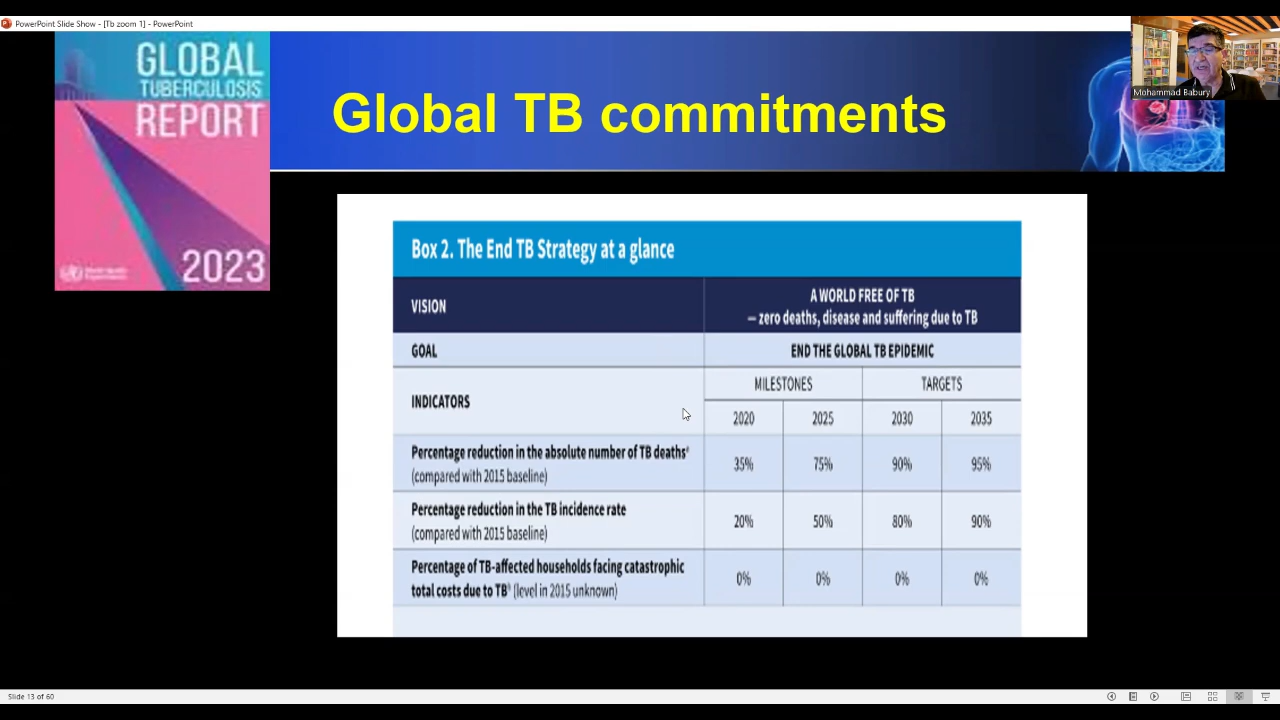 PowerPoint Slide Show - [Tb zoom 1] - PowerPoint
GLOBAL
TUBERCULOSIS
REPORT
2023
World Health
Organization
Global TB commitments
Mohammad Babury
Box 2. The End TB Strategy at a glance
VISION
A WORLD FREE OF TB
— zero deaths, disease and suffering due to TB
GOAL
END THE GLOBAL TB EPIDEMIC
INDICATORS
MILESTONES
TARGETS
2020
2025
2030
2035
Percentage reduction in the absolute number of TB deaths
(compared with 2015 baseline)
35%
75%
90%
95%
Percentage reduction in the TB incidence rate
(compared with 2015 baseline)
20%
50%
80%
90%
Percentage of TB-affected households facing catastrophic
total costs due to TB (level in 2015 unknown)
0%
0%
0%
0%
Slide 13 of 60